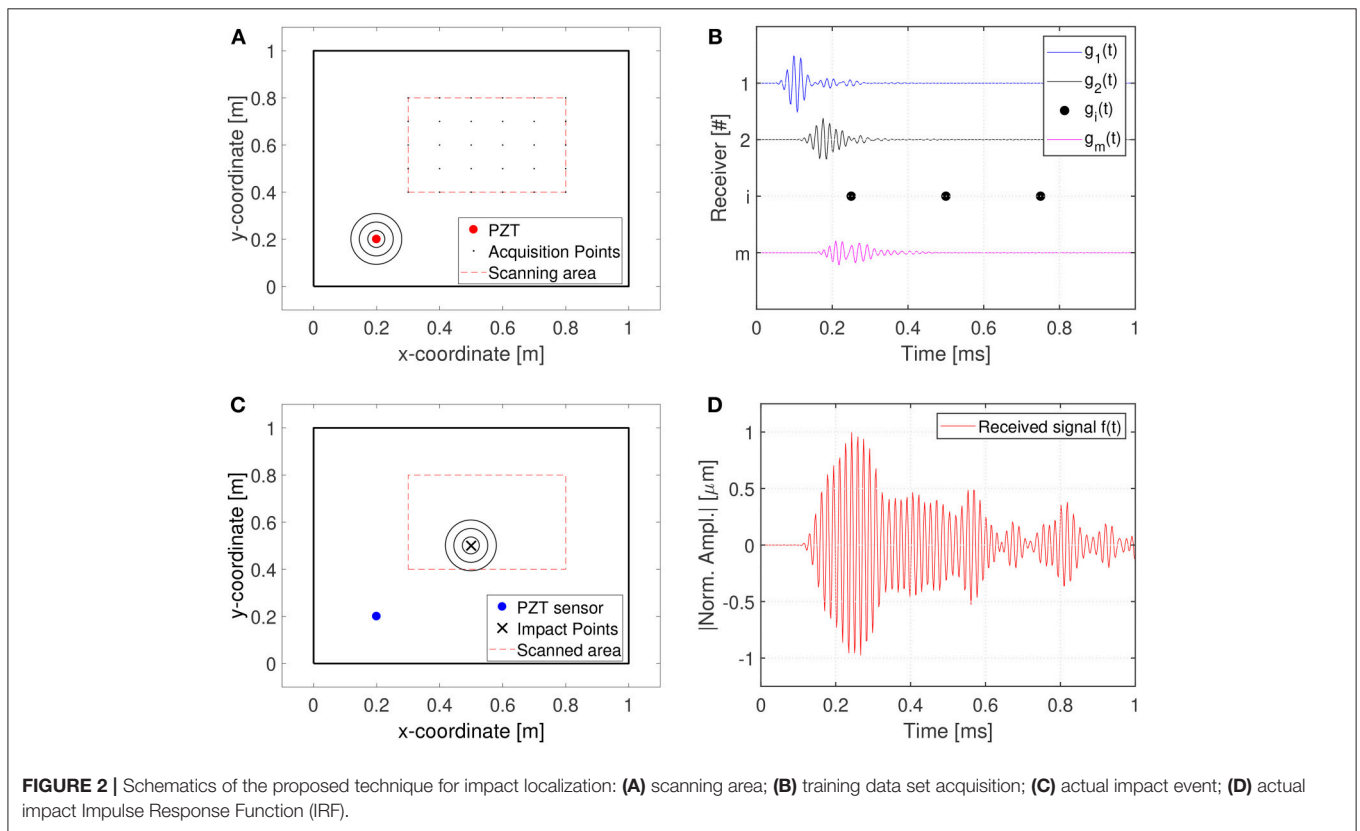 A
1
0.8
0.6
0.4
0.2
0
y-coordinate [m]
PZT
Acquisition Points
Scanning area
0 0.2 0.4 0.6 0.8 1
x-coordinate [m]
B
1
2
i
m
Receiver [#]
g1(t)
g2(t)
gi(t)
gm(t)
0 0.2 0.4 0.6 0.8 1
Time [ms]
C
1
0.8
0.6
0.4
0.2
0
y-coordinate [m]
PZT sensor
Impact Points
Scanned area
0 0.2 0.4 0.6 0.8 1
x-coordinate [m]
D
1
0.5
0
-0.5
-1
|Norm. Ampl.| [μm]
Received signal f(t)
0 0.2 0.4 0.6 0.8 1
Time [ms]
FIGURE 2 | Schematics of the proposed technique for impact localization: (A) scanning area; (B) training data set acquisition; (C) actual impact event; (D) actual
impact Impulse Response Function (IRF).